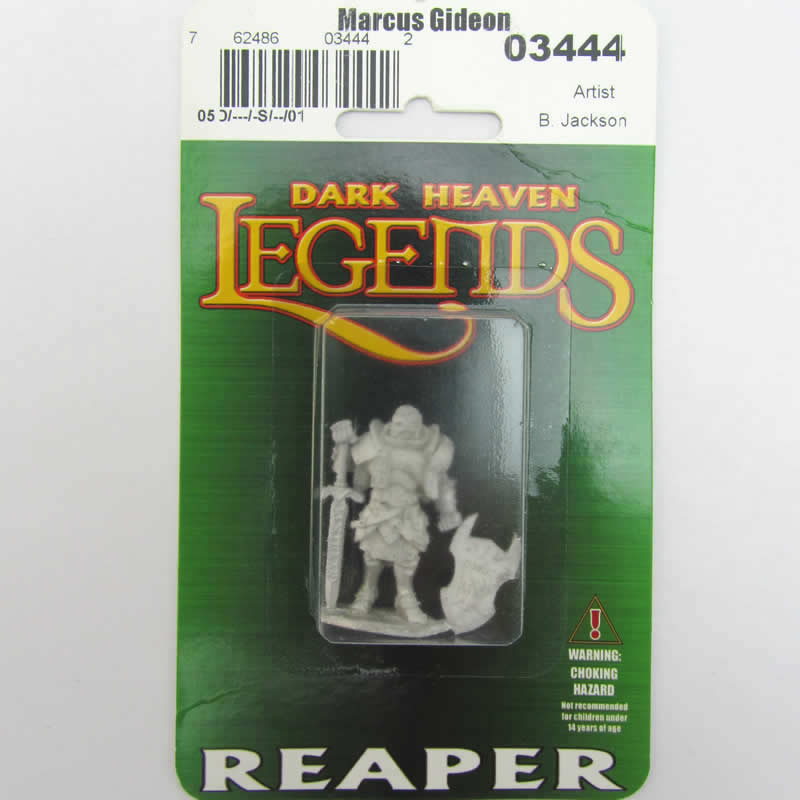 Marcus Gideon
7 62486 03444 2
03444
Artist
05 D/---/-S/--/01
B. Jackson
DARK HEAVEN
LEGENDS
WARNING:
CHOKING
HAZARD
Not recommended
for children under
14 years of age
REAPER